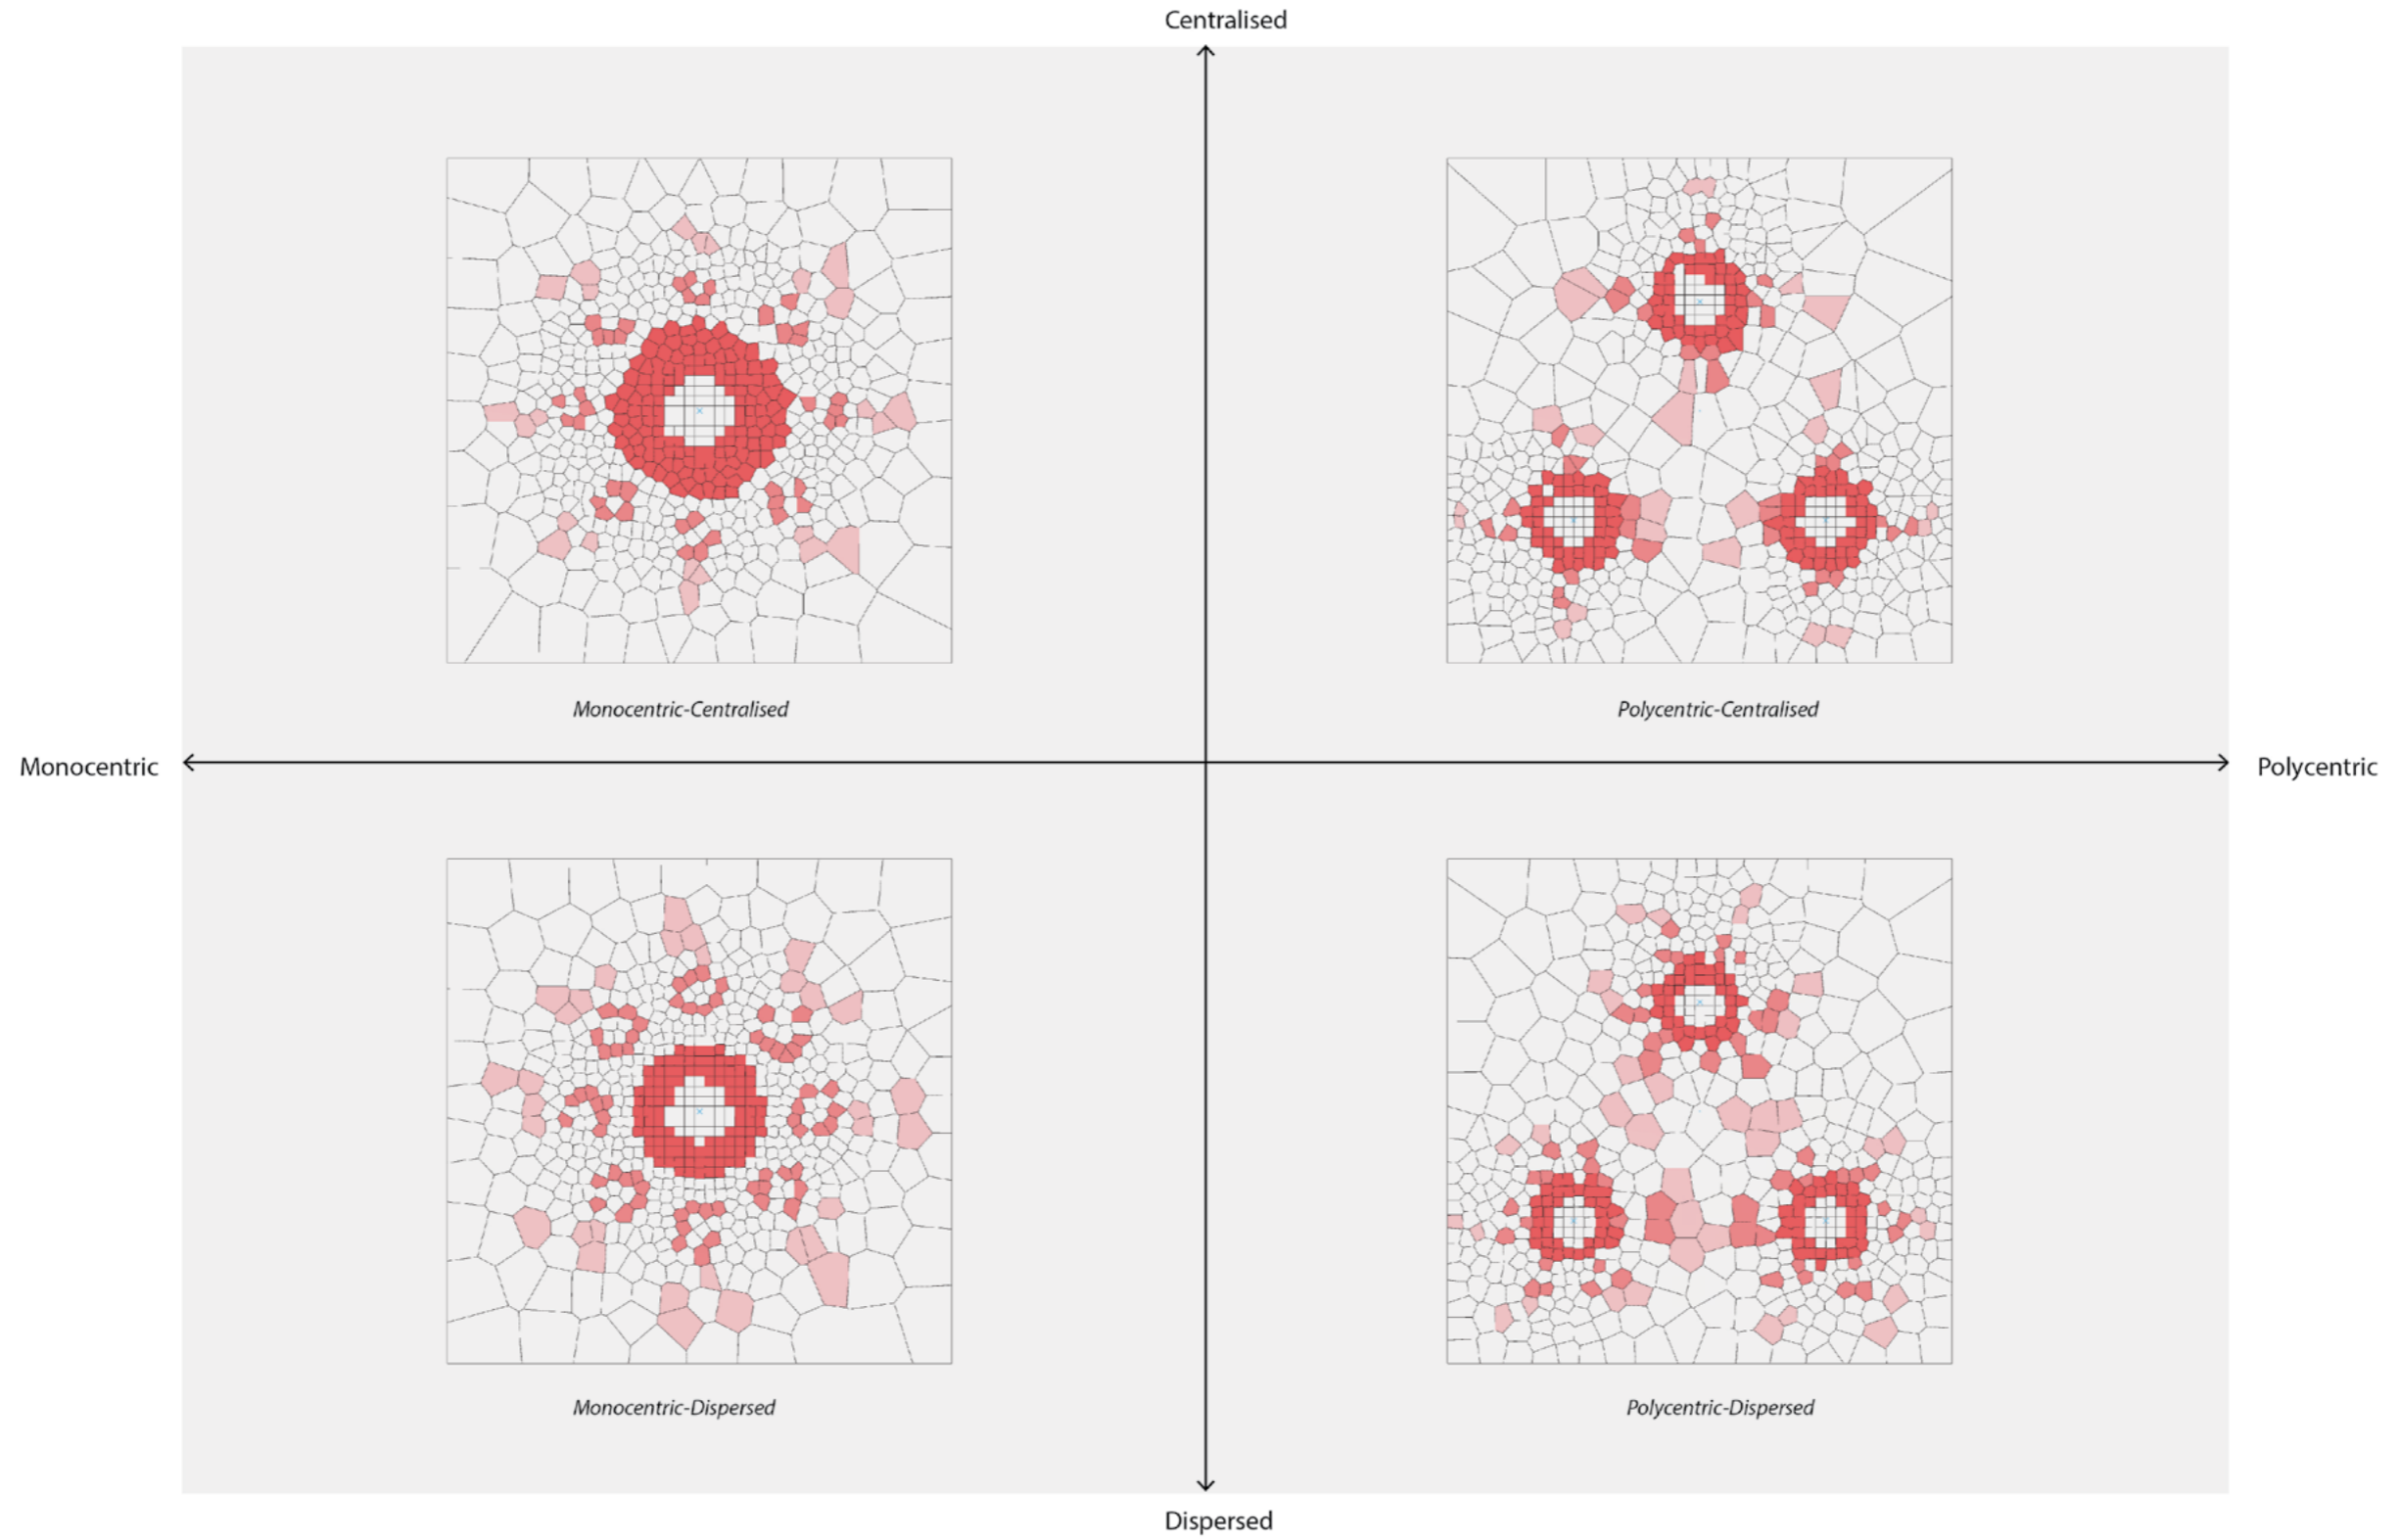 Centralised
Monocentric-Centralised
Polycentric-Centralised
Monocentric
Polycentric
Monocentric-Dispersed
Polycentric-Dispersed
Dispersed